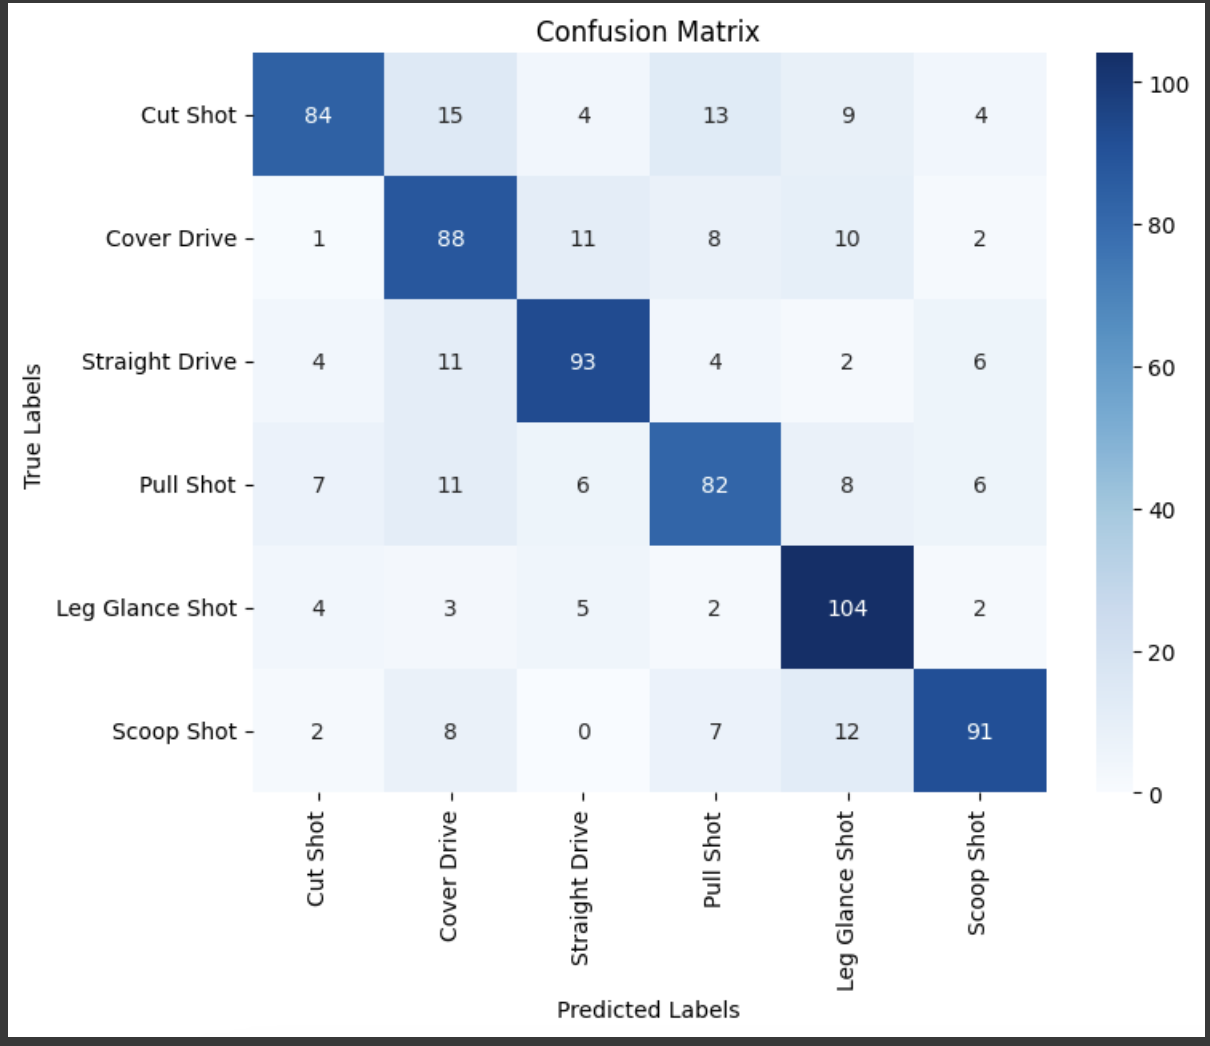 Confusion Matrix
Cut Shot 84 15 4 13 9 4
Cover Drive 1 88 11 8 10 2
Straight Drive 4 11 93 4 2 6
Pull Shot 7 11 6 82 8 6
Leg Glance Shot 4 3 5 2 104 2
Scoop Shot 2 8 0 7 12 91
True Labels
Cut Shot
Cover Drive
Straight Drive
Pull Shot
Leg Glance Shot
Scoop Shot
Predicted Labels
100
80
60
40
20
0